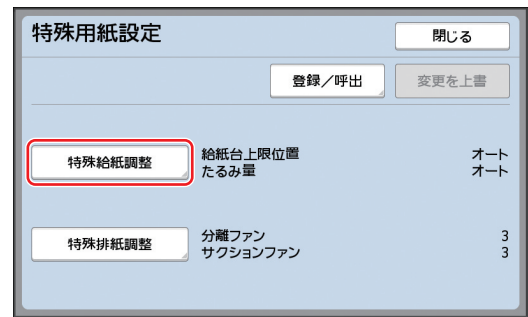 特殊用紙設定
閉じる
登録／呼出
変更を上書
特殊給紙調整
給紙台上限位置 オート
たるみ量 オート
特殊排紙調整
分離ファン 3
サクションファン 3